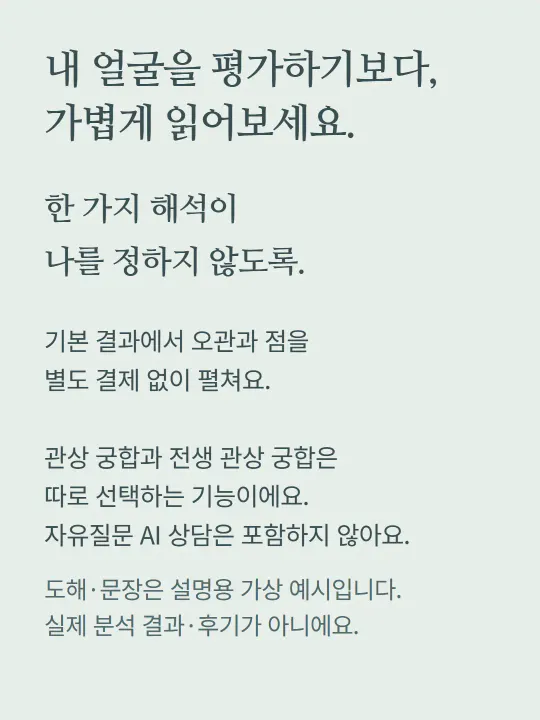 내 얼굴을 평가하기보다,
가볍게 읽어보세요.
한 가지 해석이
나를 정하지 않도록.
기본 결과에서 오관과 점을
별도 결제 없이 펼쳐요.
관상 궁합과 전생 관상 궁합은
따로 선택하는 기능이에요.
자유질문 AI 상담은 포함하지 않아요.
도해·문장은 설명용 가상 예시입니다.
실제 분석 결과·후기가 아니에요.